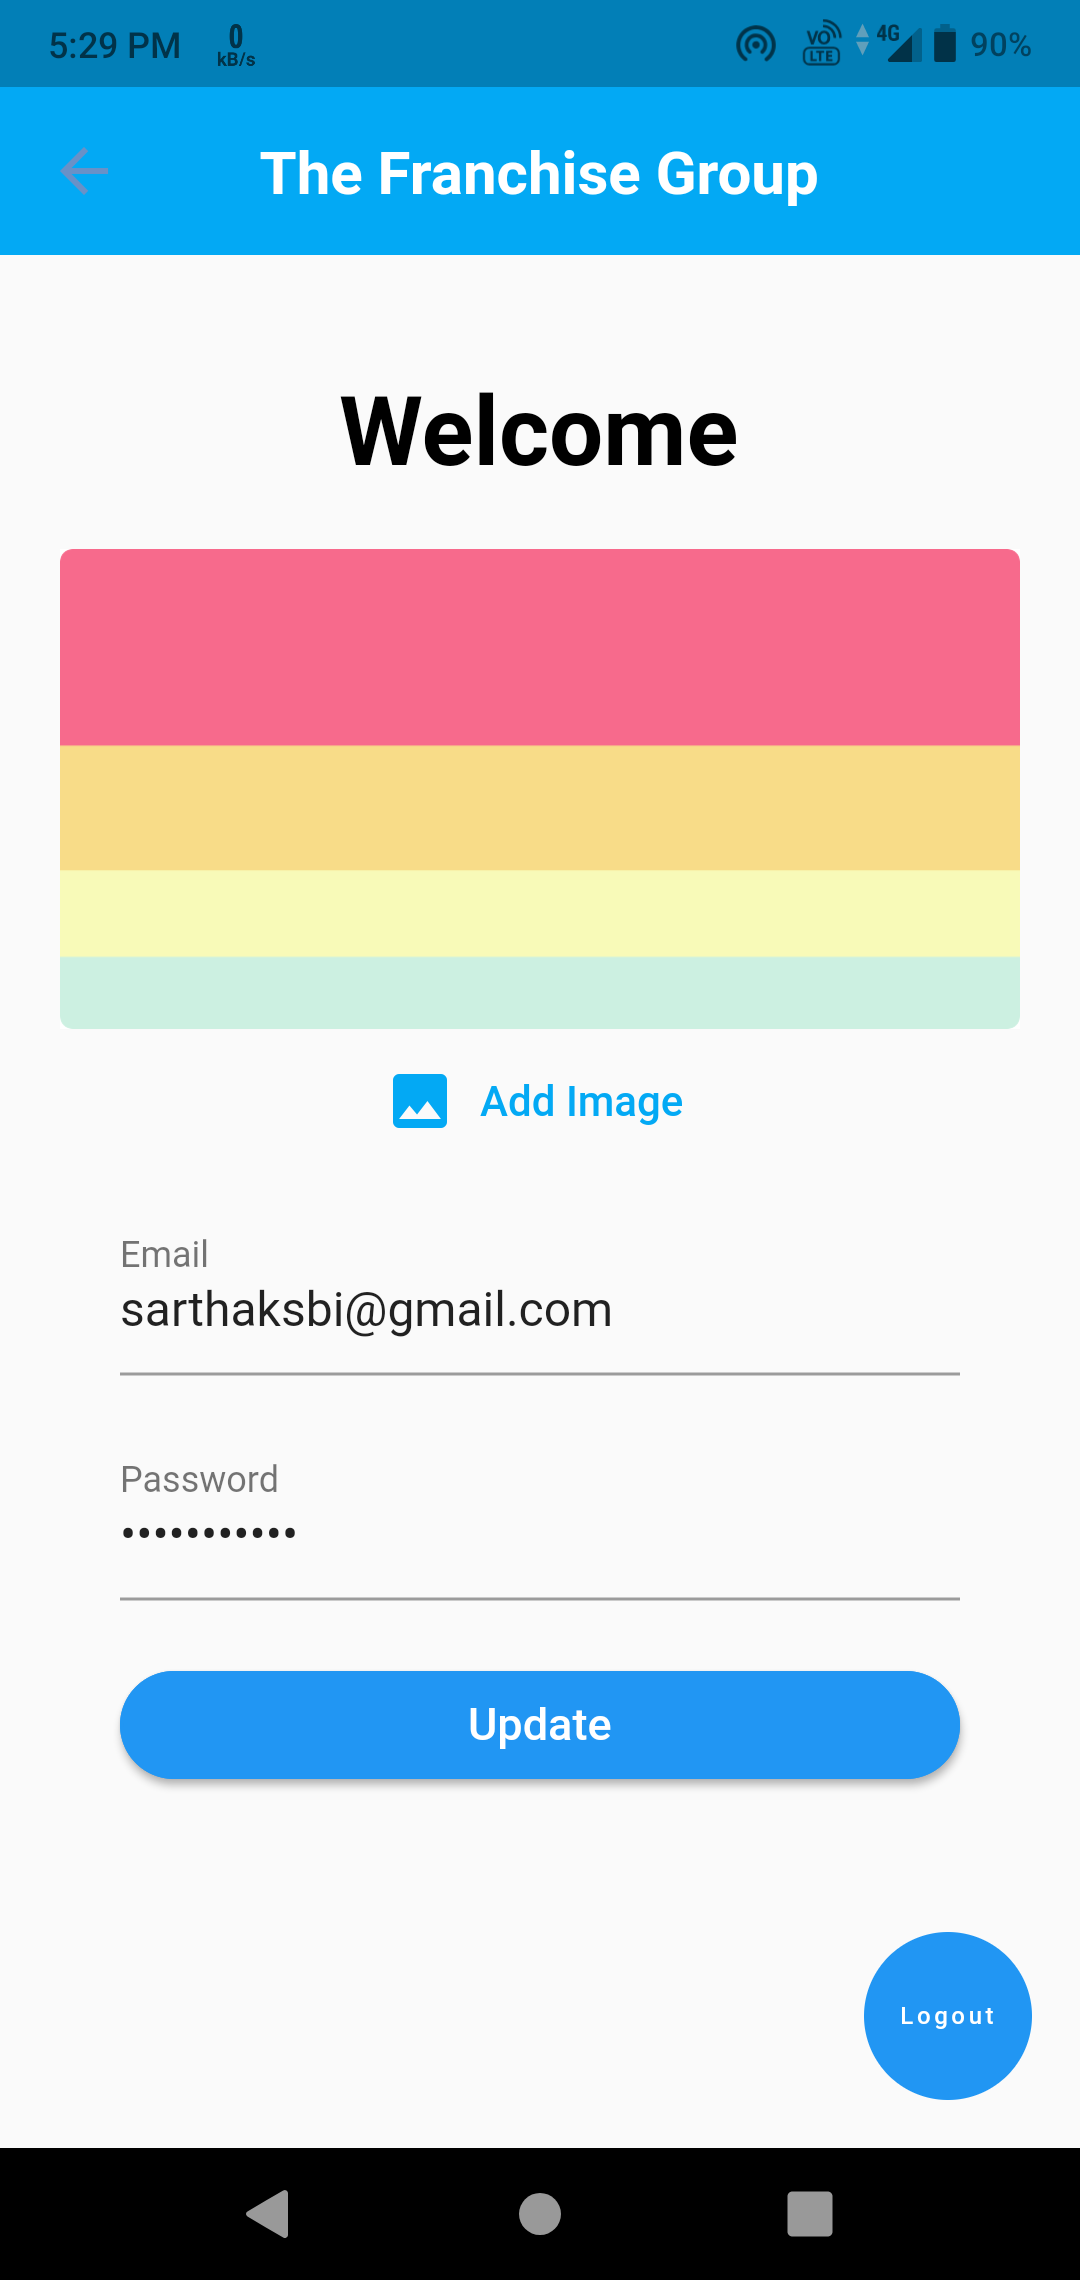 5:29 PM 0 kB/s VO LTE 4G 90%
The Franchise Group
Welcome
Add Image
Email
sarthaksbi@gmail.com
Password
•••••••••••
Update
Logout